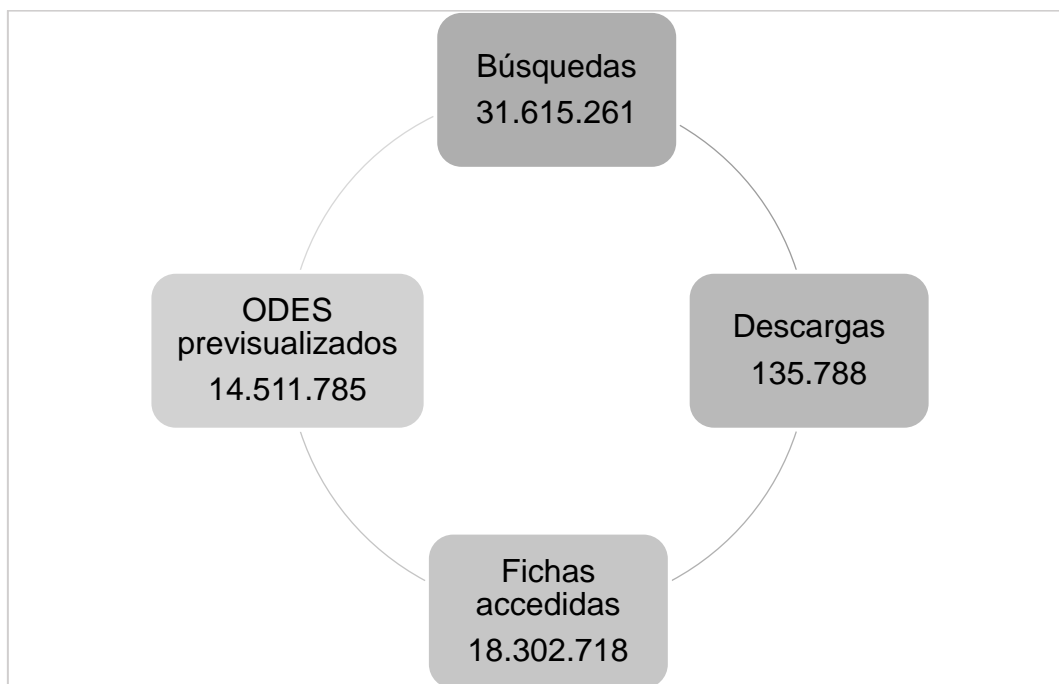 Búsquedas
31.615.261
ODES
previsualizados
14.511.785
Descargas
135.788
Fichas
accedidas
18.302.718